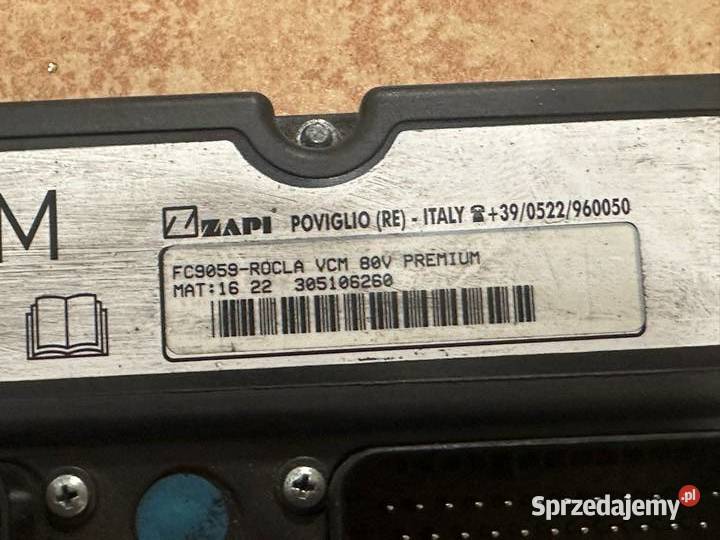 M
ZAPI® POVIGLIO (RE) - ITALY ☎+39/0522/960050
FC9059-ROCLA VCM 80V PREMIUM
MAT:16 22 305106260
Sprzedajemy.pl